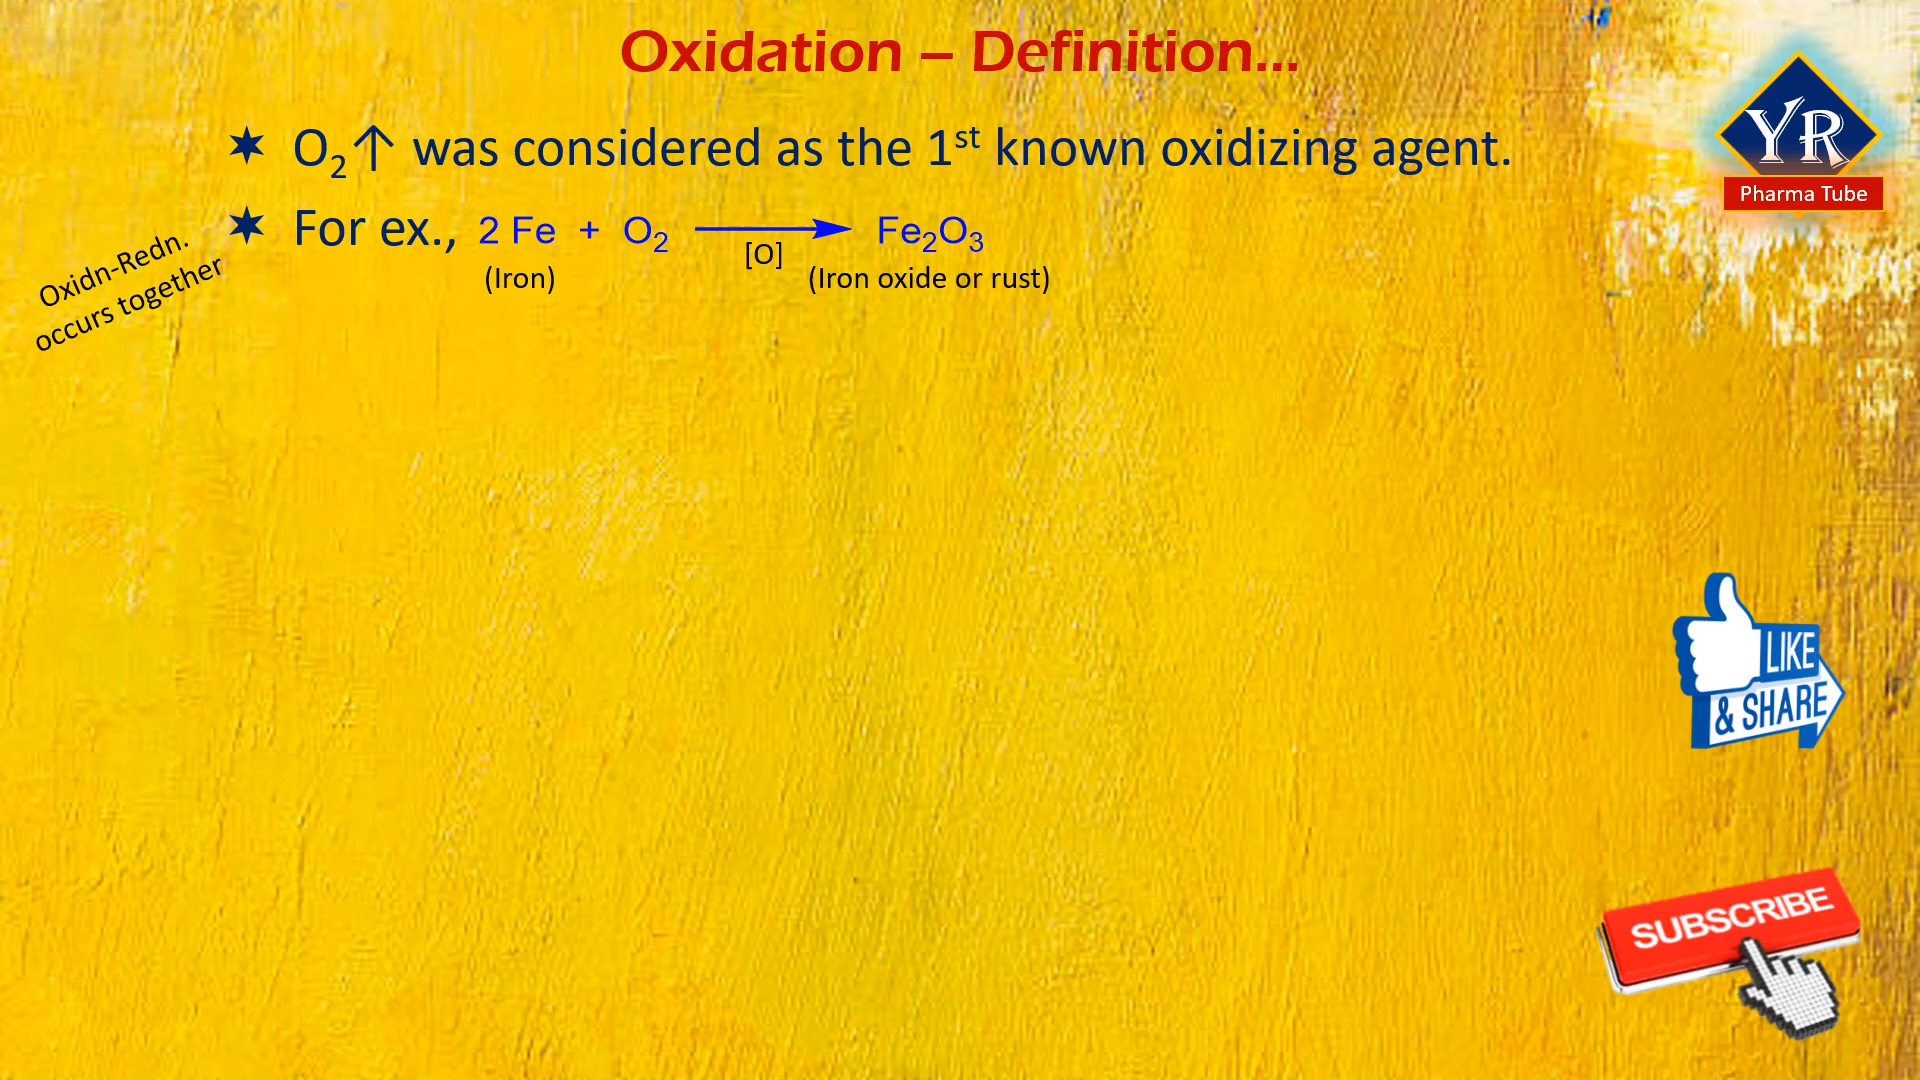 Oxidation – Definition...
YR
Pharma Tube
✶ O₂↑ was considered as the 1ˢᵗ known oxidizing agent.
✶ For ex., 2 Fe + O₂ ⟶ Fe₂O₃
[O]
(Iron) (Iron oxide or rust)
Oxidn-Redn.
occurs together
LIKE
& SHARE
SUBSCRIBE